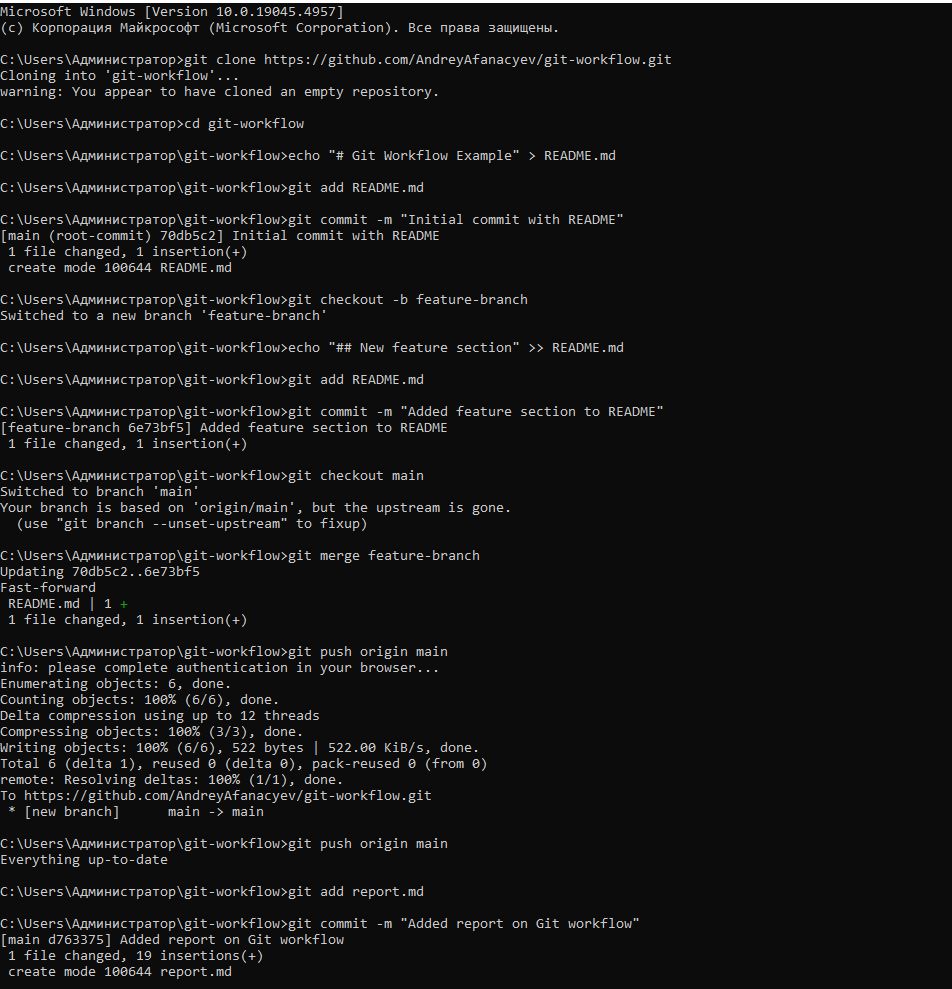 Microsoft Windows [Version 10.0.19045.4957]
(c) Корпорация Майкрософт (Microsoft Corporation). Все права защищены.
C:\Users\Администратор>git clone https://github.com/AndreyAfanacyev/git-workflow.git
Cloning into 'git-workflow'...
warning: You appear to have cloned an empty repository.
C:\Users\Администратор>cd git-workflow
C:\Users\Администратор\git-workflow>echo "# Git Workflow Example" > README.md
C:\Users\Администратор\git-workflow>git add README.md
C:\Users\Администратор\git-workflow>git commit -m "Initial commit with README"
[main (root-commit) 70db5c2] Initial commit with README
 1 file changed, 1 insertion(+)
 create mode 100644 README.md
C:\Users\Администратор\git-workflow>git checkout -b feature-branch
Switched to a new branch 'feature-branch'
C:\Users\Администратор\git-workflow>echo "## New feature section" >> README.md
C:\Users\Администратор\git-workflow>git add README.md
C:\Users\Администратор\git-workflow>git commit -m "Added feature section to README"
[feature-branch 6e73bf5] Added feature section to README
 1 file changed, 1 insertion(+)
C:\Users\Администратор\git-workflow>git checkout main
Switched to branch 'main'
Your branch is based on 'origin/main', but the upstream is gone.
  (use "git branch --unset-upstream" to fixup)
C:\Users\Администратор\git-workflow>git merge feature-branch
Updating 70db5c2..6e73bf5
Fast-forward
 README.md | 1 +
 1 file changed, 1 insertion(+)
C:\Users\Администратор\git-workflow>git push origin main
info: please complete authentication in your browser...
Enumerating objects: 6, done.
Counting objects: 100% (6/6), done.
Delta compression using up to 12 threads
Compressing objects: 100% (3/3), done.
Writing objects: 100% (6/6), 522 bytes | 522.00 KiB/s, done.
Total 6 (delta 1), reused 0 (delta 0), pack-reused 0 (from 0)
remote: Resolving deltas: 100% (1/1), done.
To https://github.com/AndreyAfanacyev/git-workflow.git
 * [new branch]      main -> main
C:\Users\Администратор\git-workflow>git push origin main
Everything up-to-date
C:\Users\Администратор\git-workflow>git add report.md
C:\Users\Администратор\git-workflow>git commit -m "Added report on Git workflow"
[main d763375] Added report on Git workflow
 1 file changed, 19 insertions(+)
 create mode 100644 report.md